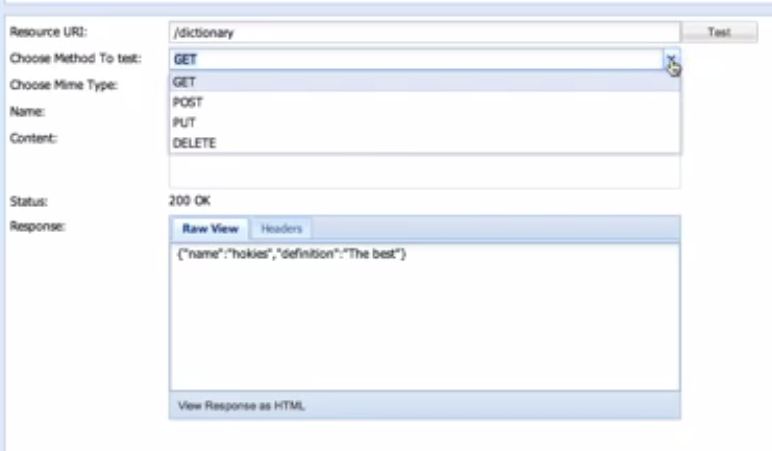 Resource URI: /dictionary Test
Choose Method To test: GET
Choose Mime Type: GET
POST
Name:
PUT
Content:
DELETE
Status: 200 OK
Response: Raw View Headers
{"name":"hokies","definition":"The best"}
View Response as HTML